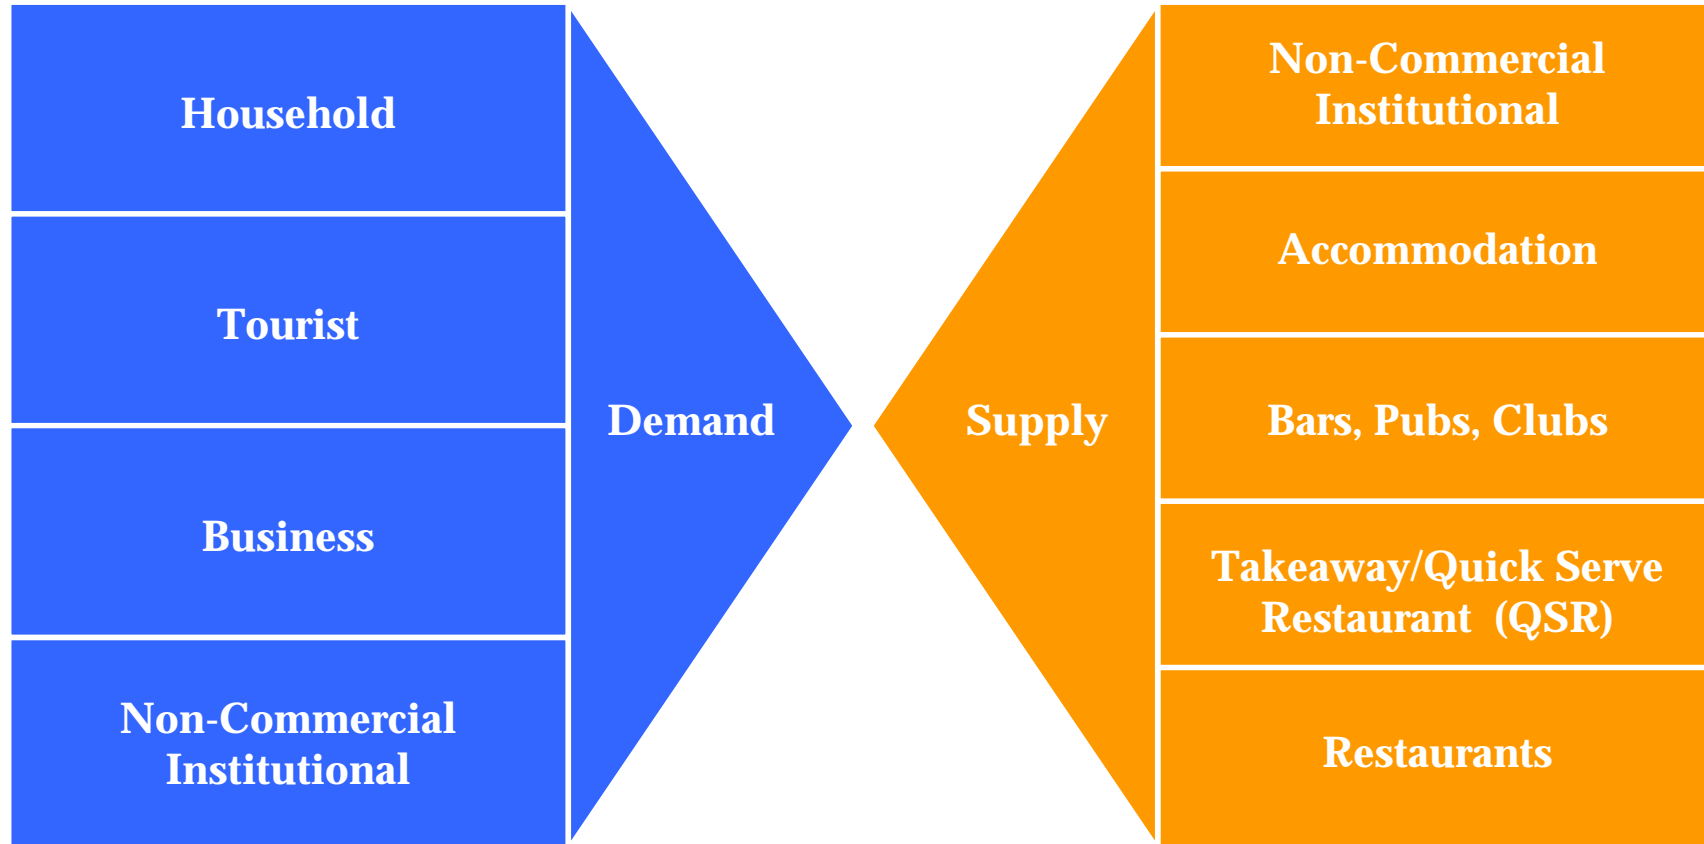 Household
Tourist
Business
Non-Commercial
Institutional
Demand
Supply
Non-Commercial
Institutional
Accommodation
Bars, Pubs, Clubs
Takeaway/Quick Serve
Restaurant (QSR)
Restaurants